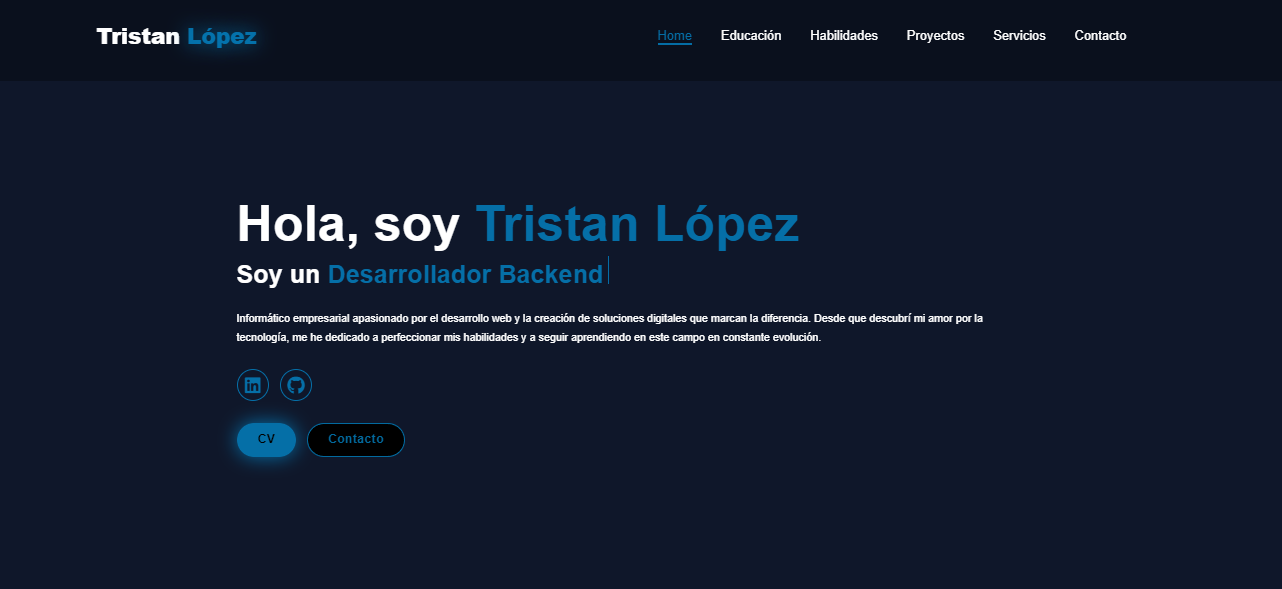 Tristan López
Home Educación Habilidades Proyectos Servicios Contacto
Hola, soy Tristan López
Soy un Desarrollador Backend
Informático empresarial apasionado por el desarrollo web y la creación de soluciones digitales que marcan la diferencia. Desde que descubrí mi amor por la
tecnología, me he dedicado a perfeccionar mis habilidades y a seguir aprendiendo en este campo en constante evolución.
CV Contacto